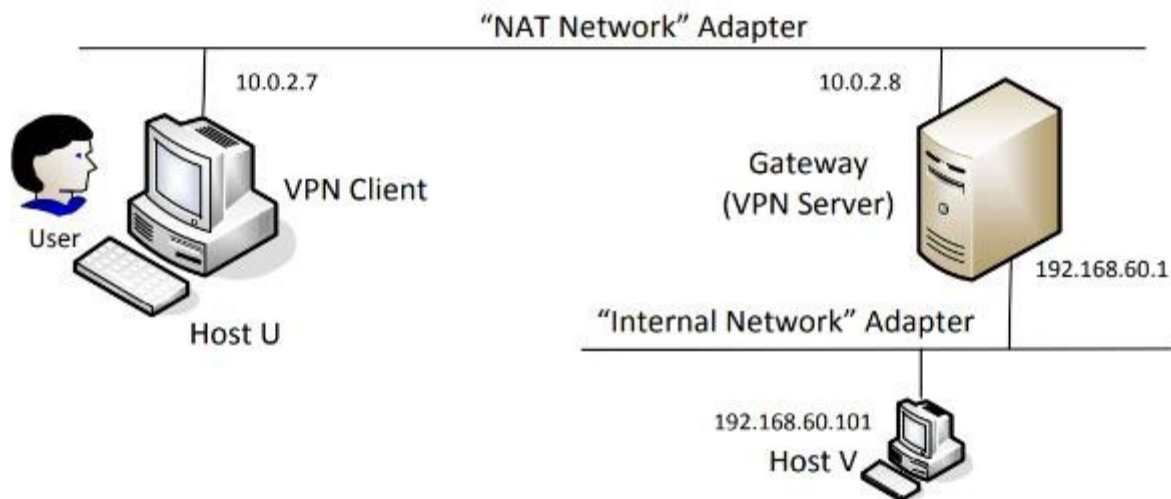 “NAT Network” Adapter
10.0.2.7
10.0.2.8
VPN Client
User
Host U
Gateway
(VPN Server)
192.168.60.1
“Internal Network” Adapter
192.168.60.101
Host V